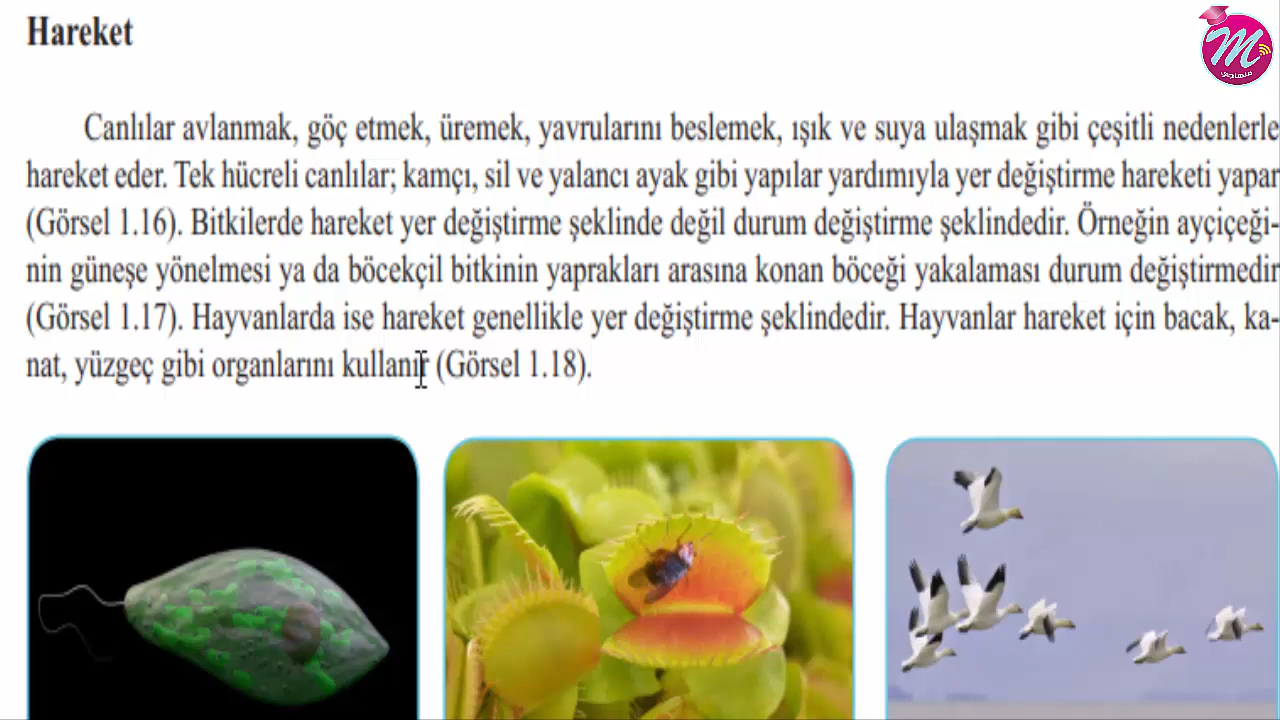 Hareket
Canlılar avlanmak, göç etmek, üremek, yavrularını beslemek, ışık ve suya ulaşmak gibi çeşitli nedenlerle
hareket eder. Tek hücreli canlılar; kamçı, sil ve yalancı ayak gibi yapılar yardımıyla yer değiştirme hareketi yapar
(Görsel 1.16). Bitkilerde hareket yer değiştirme şeklinde değil durum değiştirme şeklindedir. Örneğin ayçiçeği-
nin güneşe yönelmesi ya da böcekçil bitkinin yaprakları arasına konan böceği yakalaması durum değiştirmedir
(Görsel 1.17). Hayvanlarda ise hareket genellikle yer değiştirme şeklindedir. Hayvanlar hareket için bacak, ka-
nat, yüzgeç gibi organlarını kullanır (Görsel 1.18).
M
منهاجي